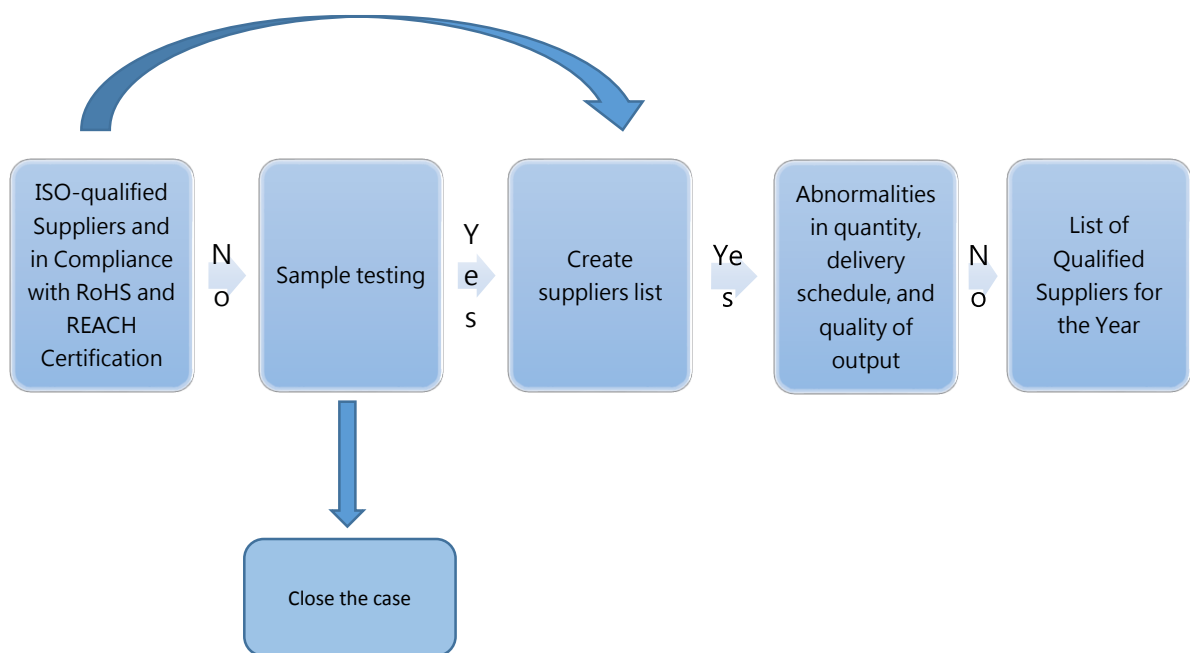 ISO-qualified
Suppliers and
in Compliance
with RoHS and
REACH
Certification
N
o
Sample testing
Y
e
s
Create
suppliers list
Ye
s
Abnormalities
in quantity,
delivery
schedule, and
quality of
output
N
o
List of
Qualified
Suppliers for
the Year
Close the case